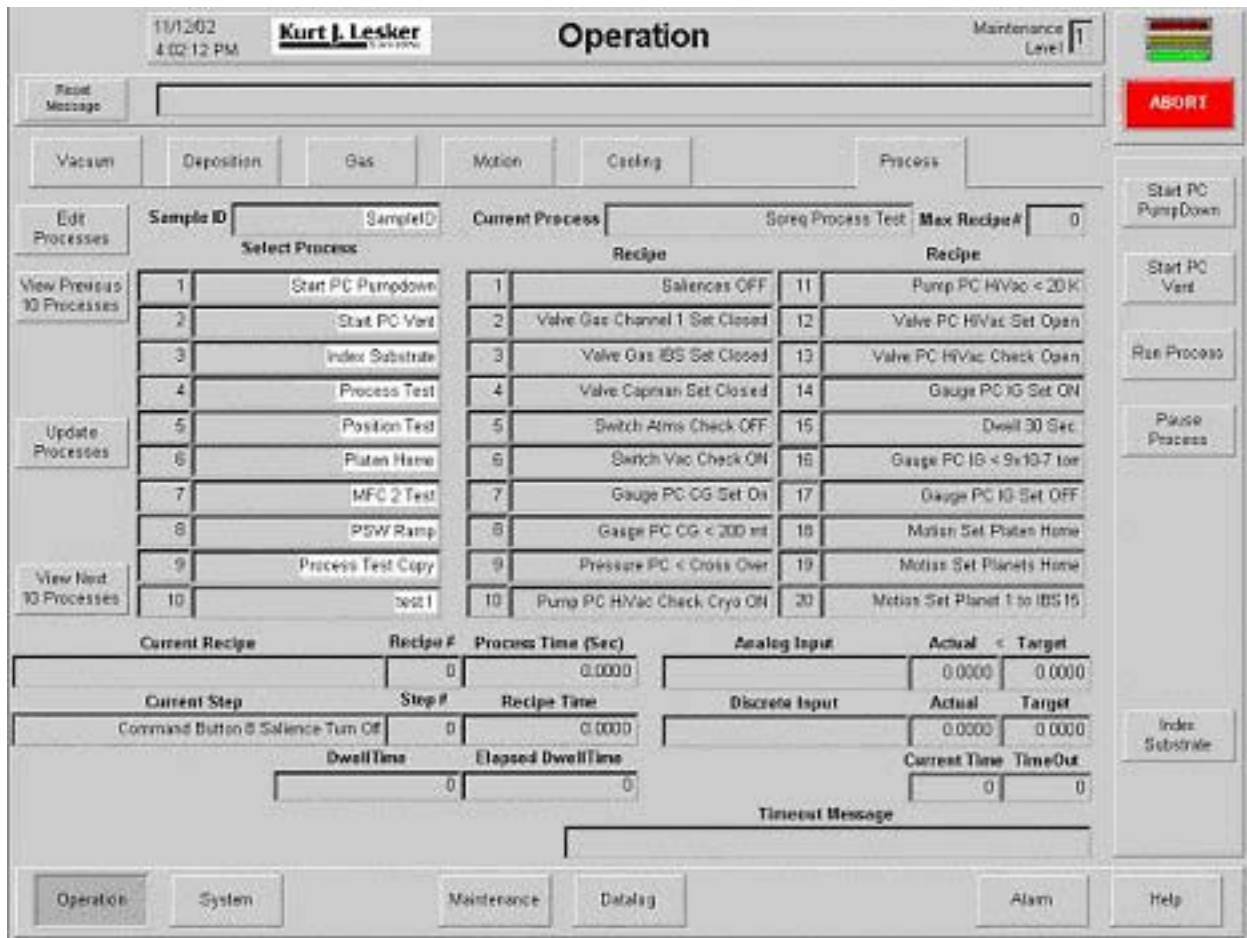 11/12/02
4:02:12 PM
Kurt J. Lesker
Operation
Maintenance
Level 1
Reset
Message
ABORT
Vacuum Deposition Gas Motion Cooling Process
Start PC
PumpDown
Start PC
Vent
Run Process
Pause
Process
Index
Substrate
Edit
Processes
View Previous
10 Processes
Update
Processes
View Next
10 Processes
Sample ID SampleID Current Process Soreq Process Test Max Recipe# 0
Select Process Recipe Recipe
1 Start PC Pumpdown 1 Saliences OFF 11 Pump PC HiVac < 20 K
2 Start PC Vent 2 Valve Gas Channel 1 Set Closed 12 Valve PC HiVac Set Open
3 Index Substrate 3 Valve Gas IBS Set Closed 13 Valve PC HiVac Check Open
4 Process Test 4 Valve Capman Set Closed 14 Gauge PC IG Set ON
5 Position Test 5 Switch Atms Check OFF 15 Dwell 30 Sec
6 Platen Home 6 Switch Vac Check ON 16 Gauge PC IG < 9x10-7 torr
7 MFC 2 Test 7 Gauge PC CG Set On 17 Gauge PC IG Set OFF
8 PSW Ramp 8 Gauge PC CG < 200 mt 18 Motion Set Platen Home
9 Process Test Copy 9 Pressure PC < Cross Over 19 Motion Set Planets Home
10 test1 10 Pump PC HiVac Check Cryo ON 20 Motion Set Planet 1 to IBS15
Current Recipe Recipe # Process Time (Sec) Analog Input Actual < Target
0 0.0000 0.0000 0.0000
Current Step Step # Recipe Time Discrete Input Actual Target
Command Button 8 Salience Turn Off 0 0.0000 0.0000 0.0000
DwellTime Elapsed DwellTime Current Time TimeOut
0 0 0 0
Timeout Message
Operation System Maintenance Datalog Alarm Help